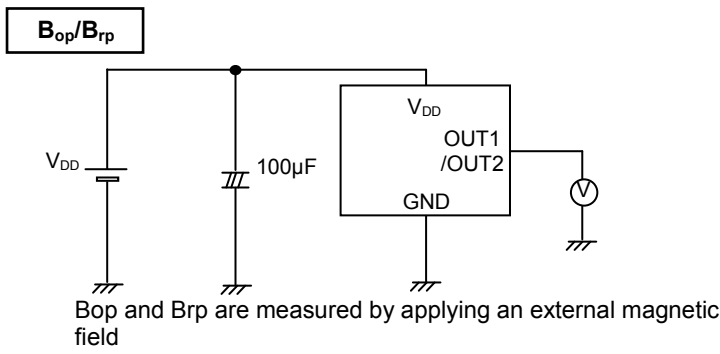 Bop/Brp
VDD
100µF
VDD
OUT1
/OUT2
GND
V
Bop and Brp are measured by applying an external magnetic
field